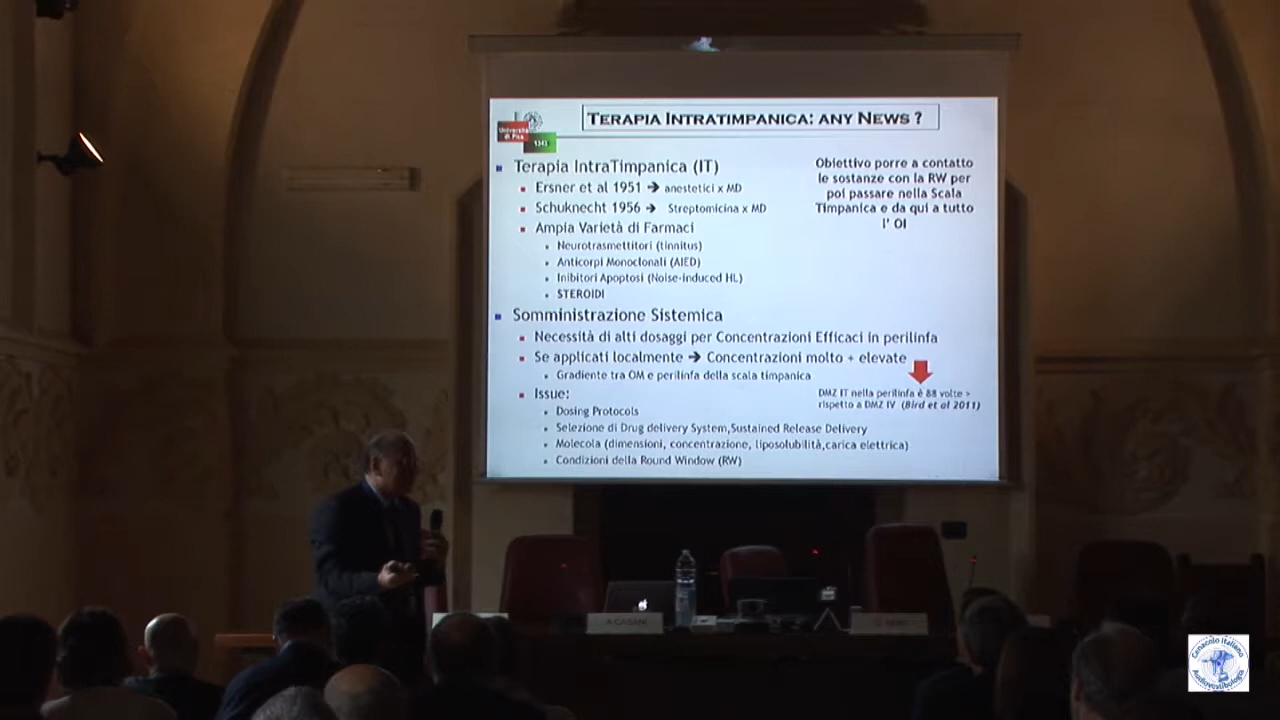 Università
di Pisa
1343
TERAPIA INTRATIMPANICA: ANY NEWS ?
Terapia IntraTimpanica (IT)
Ersner et al 1951 → anestetici x MD
Schuknecht 1956 → Streptomicina x MD
Ampia Varietà di Farmaci
Neurotrasmettitori (tinnitus)
Anticorpi Monoclonali (AIED)
Inibitori Apoptosi (Noise-induced HL)
STEROIDI
Obiettivo porre a contatto
le sostanze con la RW per
poi passare nella Scala
Timpanica e da qui a tutto
l' OI
Somministrazione Sistemica
Necessità di alti dosaggi per Concentrazioni Efficaci in perilinfa
Se applicati localmente → Concentrazioni molto + elevate
Gradiente tra OM e perilinfa della scala timpanica
DMZ IT nella perilinfa è 88 volte >
rispetto a DMZ IV (Bird et al 2011)
Issue:
Dosing Protocols
Selezione di Drug delivery System,Sustained Release Delivery
Molecola (dimensioni, concentrazione, liposolubilità,carica elettrica)
Condizioni della Round Window (RW)
A CASANI
Cenacolo Italiano
Audiovestibologia